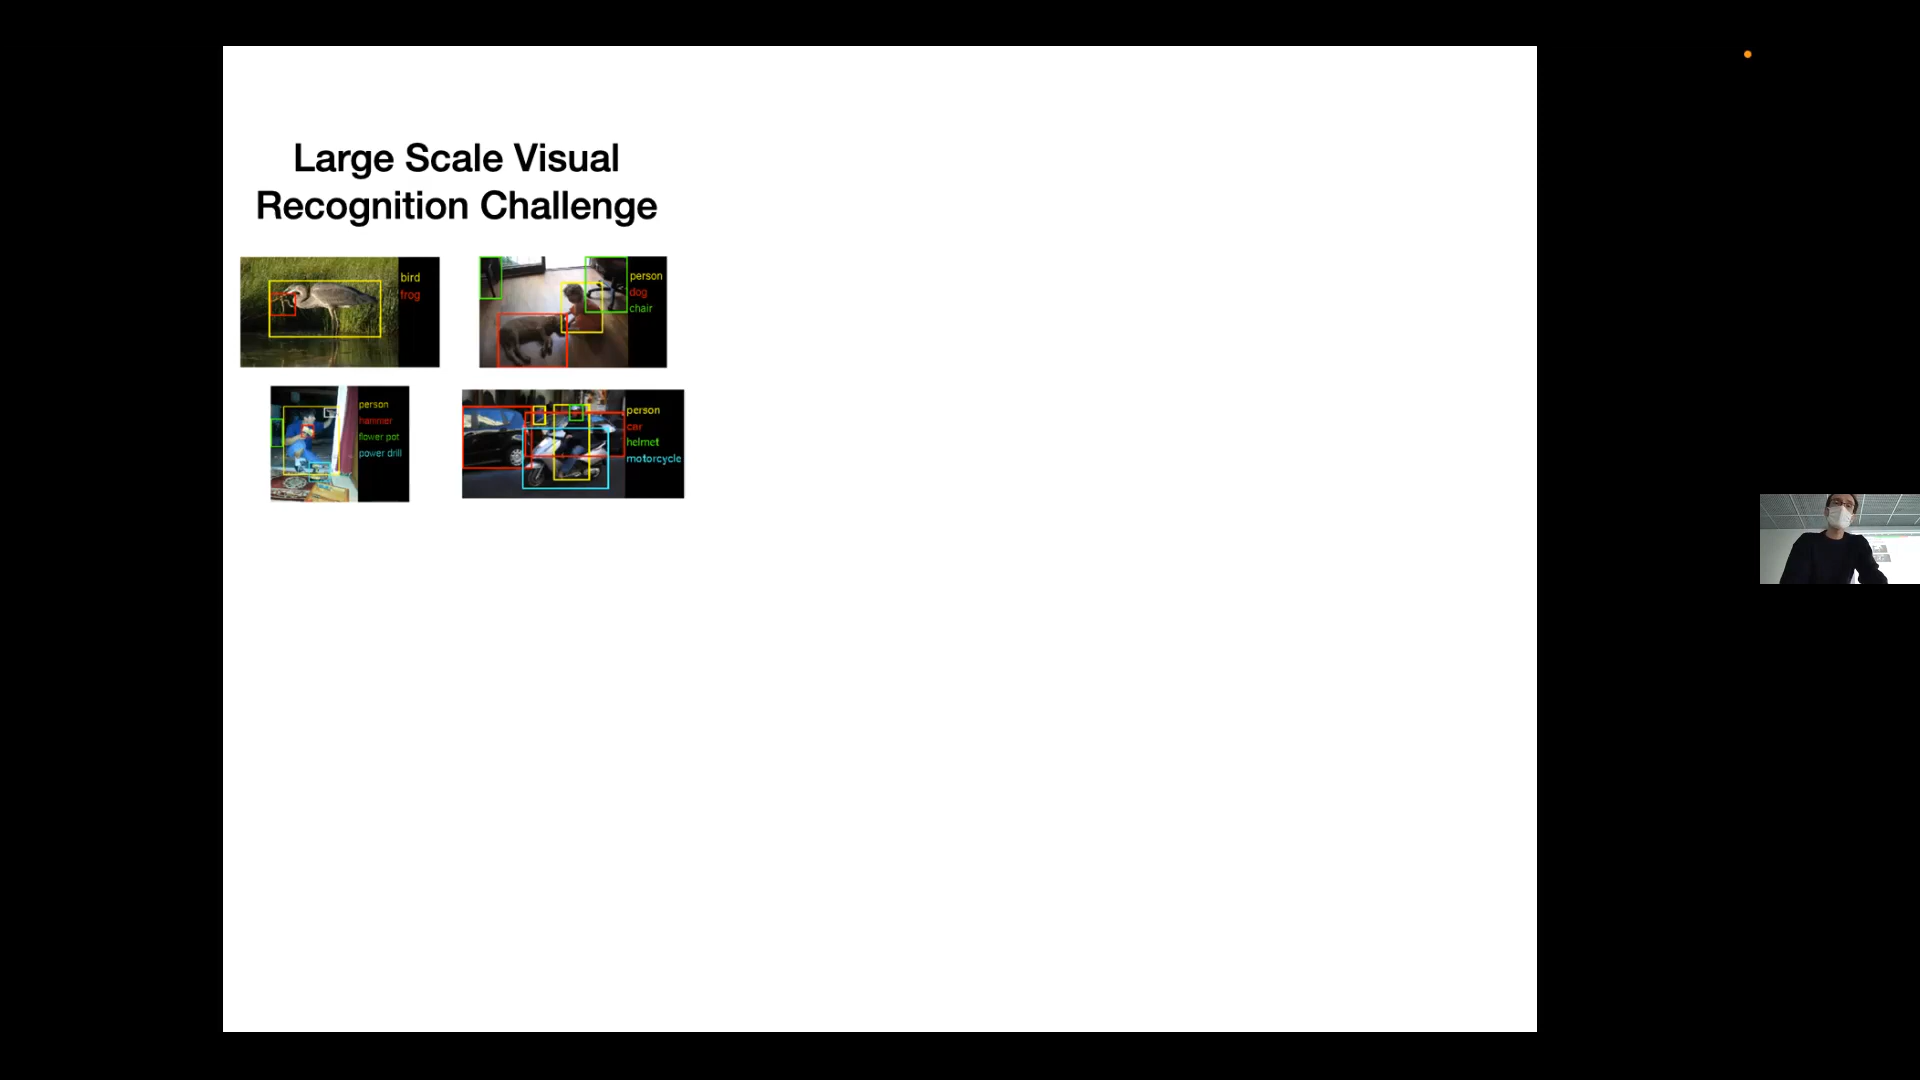 Large Scale Visual
Recognition Challenge
bird
frog
person
dog
chair
person
hammer
flower pot
power drill
person
car
helmet
motorcycle